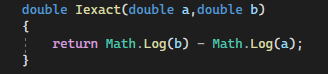 double Iexact(double a,double b)
{
return Math.Log(b) - Math.Log(a);
}